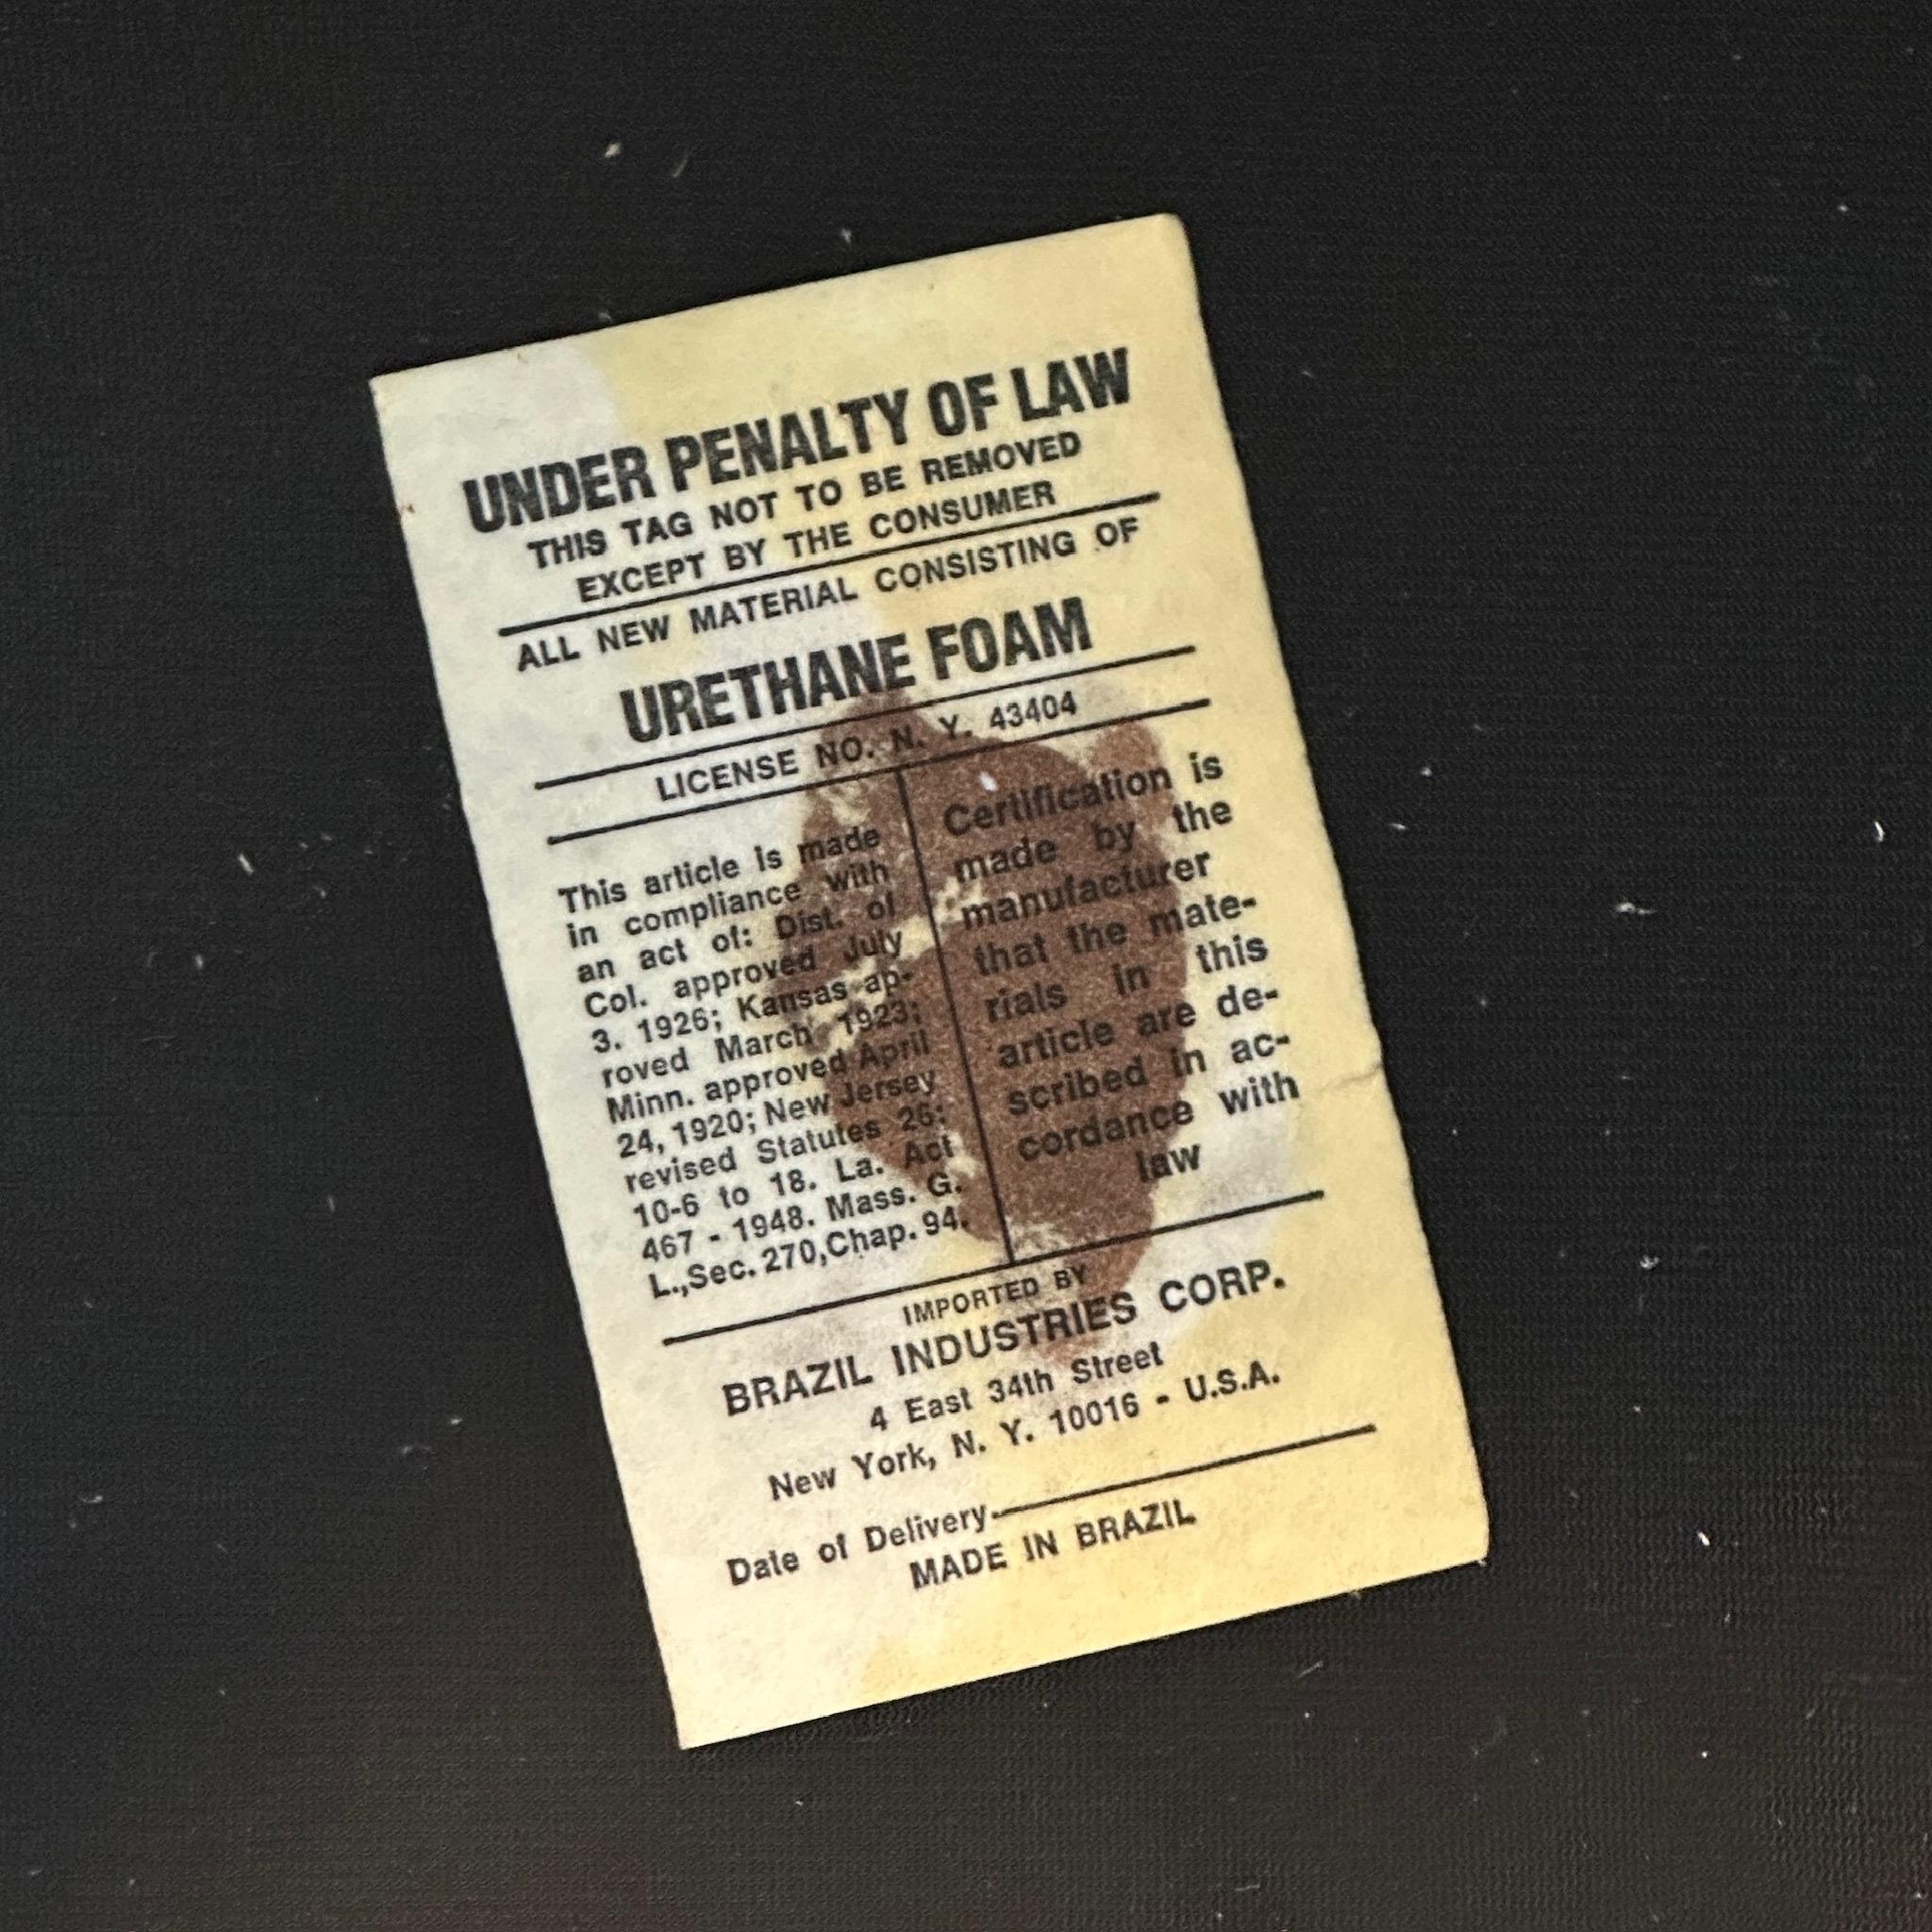 UNDER PENALTY OF LAW
THIS TAG NOT TO BE REMOVED
EXCEPT BY THE CONSUMER
ALL NEW MATERIAL CONSISTING OF
URETHANE FOAM
LICENSE NO. N. Y. 43404
This article is made
in compliance with
an act of: Dist. of
Col. approved July
3. 1926; Kansas ap-
roved March 1923;
Minn. approved April
24, 1920; New Jersey
revised Statutes 26:
10-6 to 18. La. Act
467 - 1948. Mass. G.
L.,Sec. 270,Chap. 94.
Certification is
made by the
manufacturer
that the mate-
rials in this
article are de-
scribed in ac-
cordance with
law
IMPORTED BY
BRAZIL INDUSTRIES CORP.
4 East 34th Street
New York, N. Y. 10016 - U.S.A.
Date of Delivery
MADE IN BRAZIL